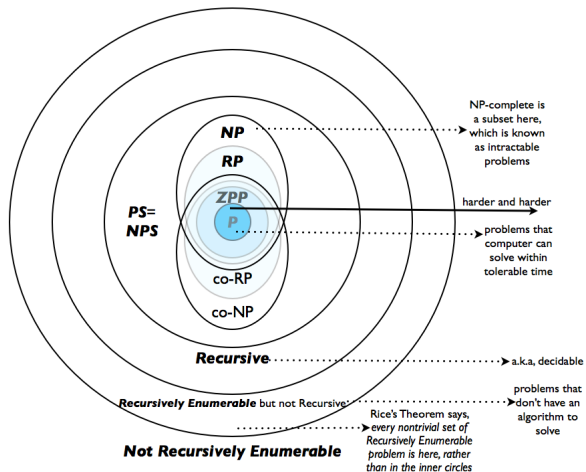 NP
RP
ZPP
P
PS=
NPS
co-RP
co-NP
Recursive
Recursively Enumerable but not Recursive
Not Recursively Enumerable
NP-complete is
a subset here,
which is known
as intractable
problems
harder and harder
problems that
computer can
solve within
tolerable time
a.k.a, decidable
problems that
don't have an
algorithm to
solve
Rice's Theorem says,
every nontrivial set of
Recursively Enumerable
problem is here, rather
than in the inner circles